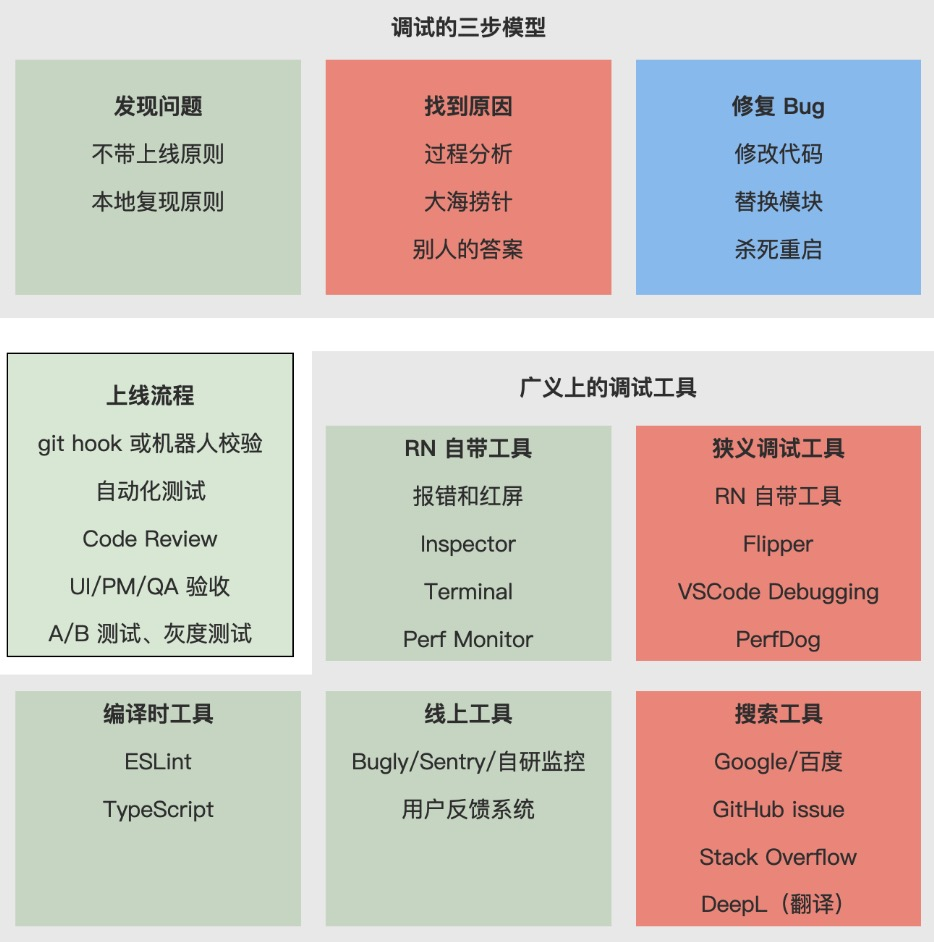 调试的三步模型
发现问题
不带上线原则
本地复现原则
找到原因
过程分析
大海捞针
别人的答案
修复 Bug
修改代码
替换模块
杀死重启
上线流程
git hook 或机器人校验
自动化测试
Code Review
UI/PM/QA 验收
A/B 测试、灰度测试
广义上的调试工具
RN 自带工具
报错和红屏
Inspector
Terminal
Perf Monitor
狭义调试工具
RN 自带工具
Flipper
VSCode Debugging
PerfDog
编译时工具
ESLint
TypeScript
线上工具
Bugly/Sentry/自研监控
用户反馈系统
搜索工具
Google/百度
GitHub issue
Stack Overflow
DeepL（翻译）